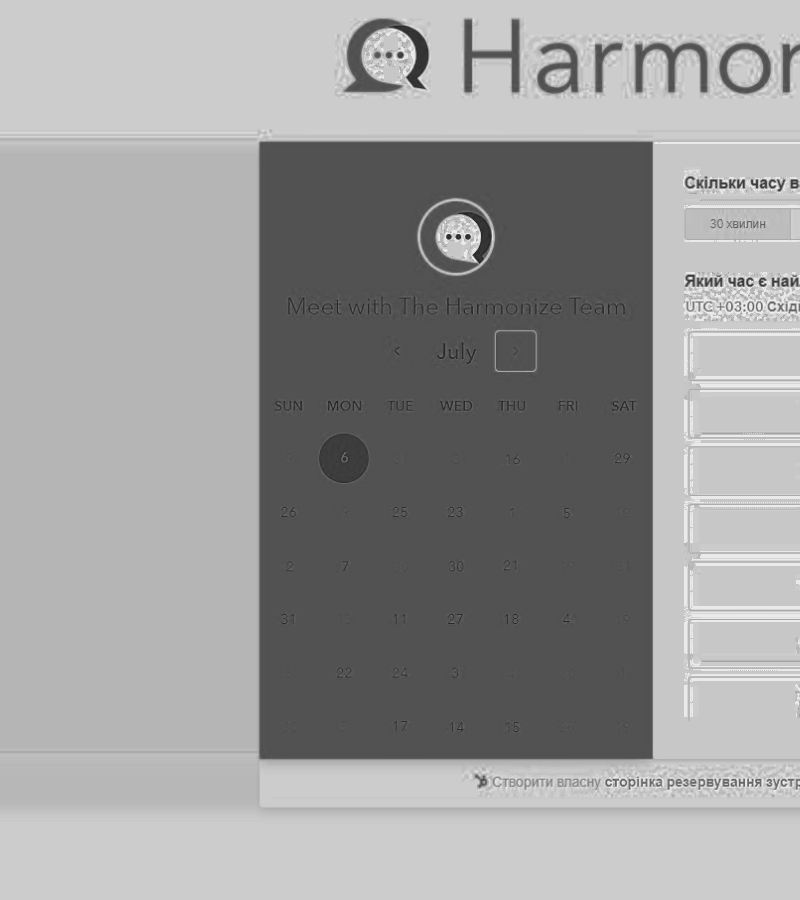 Harmon
Meet with The Harmonize Team
July
SUN MON TUE WED THU FRI SAT
6 16 29
26 25 23 1 5
2 7 30 21
31 11 27 18 4
22 24 3
17 14 15
Скільки часу в
30 хвилин
Який час є най
UTC +03:00 Східн
Створити власну сторінка резервування зустр